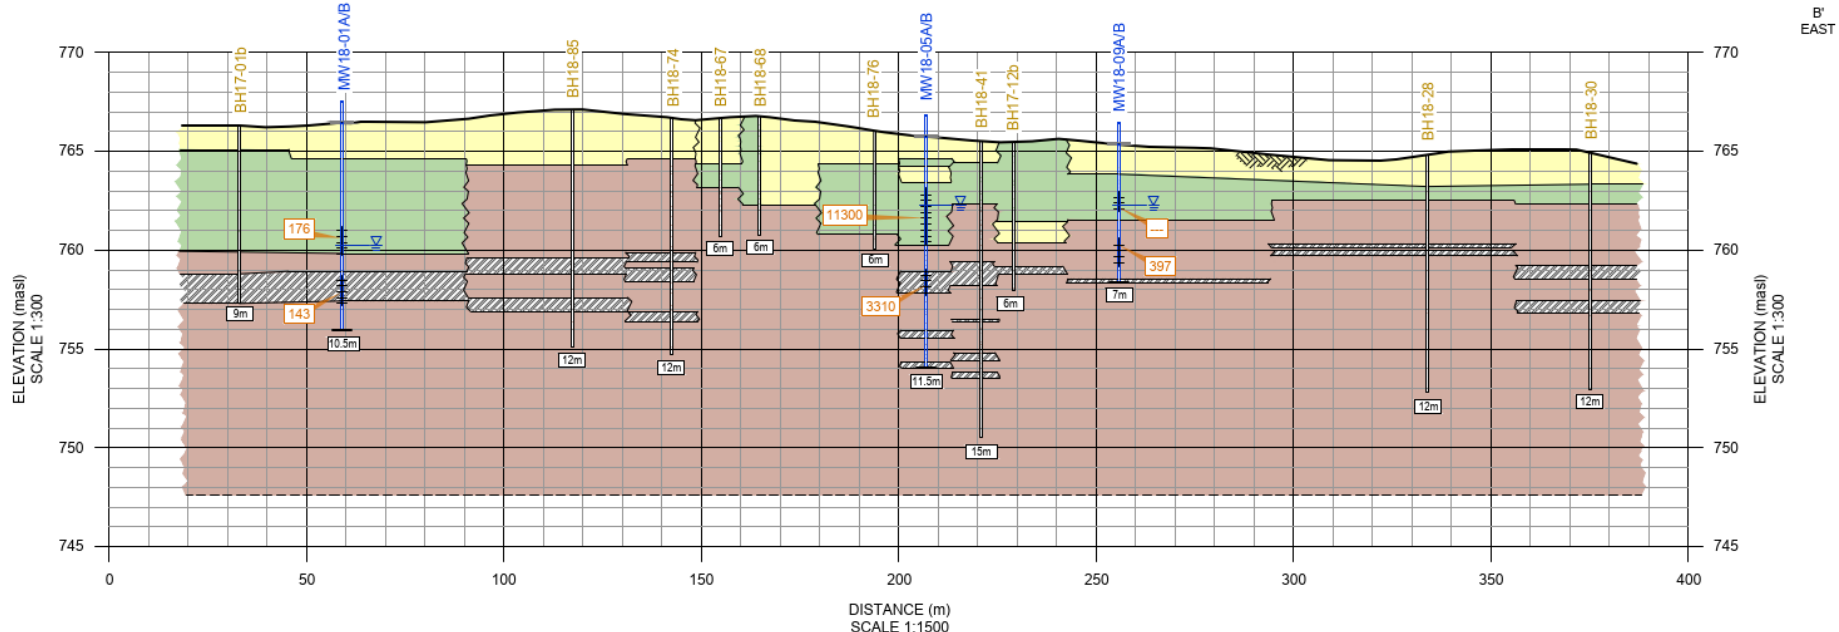 B'
EAST
770
770
BH17-01b
MW18-01A/B
BH18-85
BH18-74
BH18-67
BH18-68
BH18-76
MW18-05A/B
BH18-41
BH17-12b
MW18-09A/B
BH18-28
BH18-30
765
765
176
11300
---
397
760
760
6m
6m
6m
143
3310
9m
6m
7m
10.5m
755
755
12m
12m
11.5m
12m
12m
750
750
15m
745
745
ELEVATION (masl)
SCALE 1:300
ELEVATION (masl)
SCALE 1:300
0
50
100
150
200
250
300
350
400
DISTANCE (m)
SCALE 1:1500